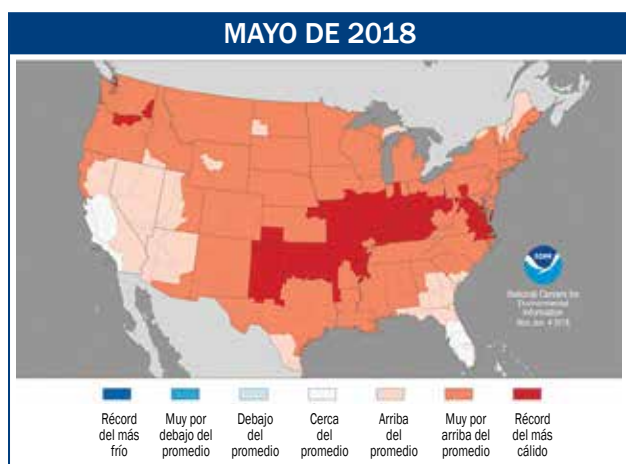 MAYO DE 2018
NOAA
National Centers for
Environmental
Information
Récord
del más
frío
Muy por
debajo del
promedio
Debajo
del
promedio
Cerca
del
promedio
Arriba
del
promedio
Muy por
arriba del
promedio
Récord
del más
cálido